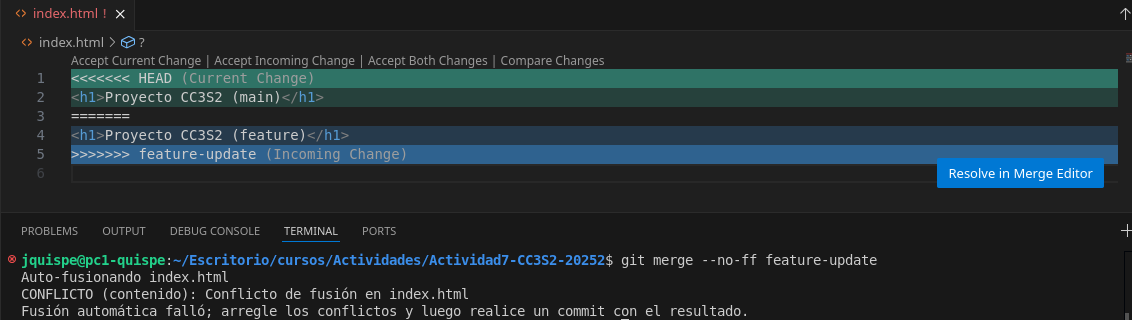 index.html !
index.html > ?
Accept Current Change | Accept Incoming Change | Accept Both Changes | Compare Changes
1 <<<<<<< HEAD (Current Change)
2 <h1>Proyecto CC3S2 (main)</h1>
3 =======
4 <h1>Proyecto CC3S2 (feature)</h1>
5 >>>>>>> feature-update (Incoming Change)
6
Resolve in Merge Editor
PROBLEMS OUTPUT DEBUG CONSOLE TERMINAL PORTS
jquispe@pc1-quispe:~/Escritorio/cursos/Actividades/Actividad7-CC3S2-20252$ git merge --no-ff feature-update
Auto-fusionando index.html
CONFLICTO (contenido): Conflicto de fusión en index.html
Fusión automática falló; arregle los conflictos y luego realice un commit con el resultado.